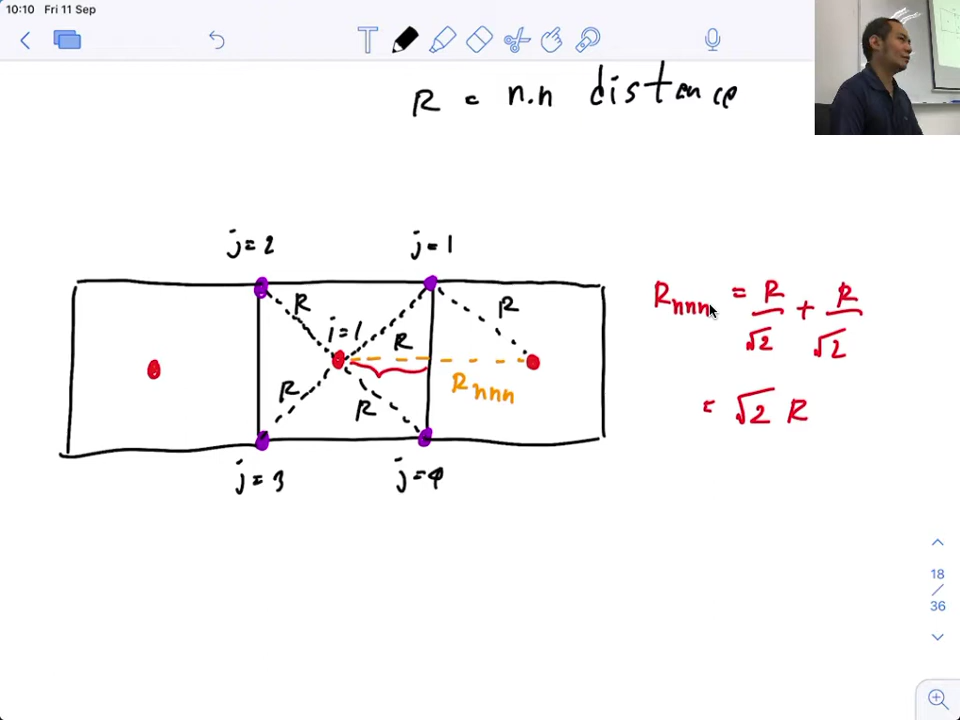 10:10 Fri 11 Sep
T
R = n.n distance
j=2
j=1
R
R
i=1
R
R
R
Rnnn
j=3
j=4
Rnnn = R/√2 + R/√2
= √2 R
18
/
36